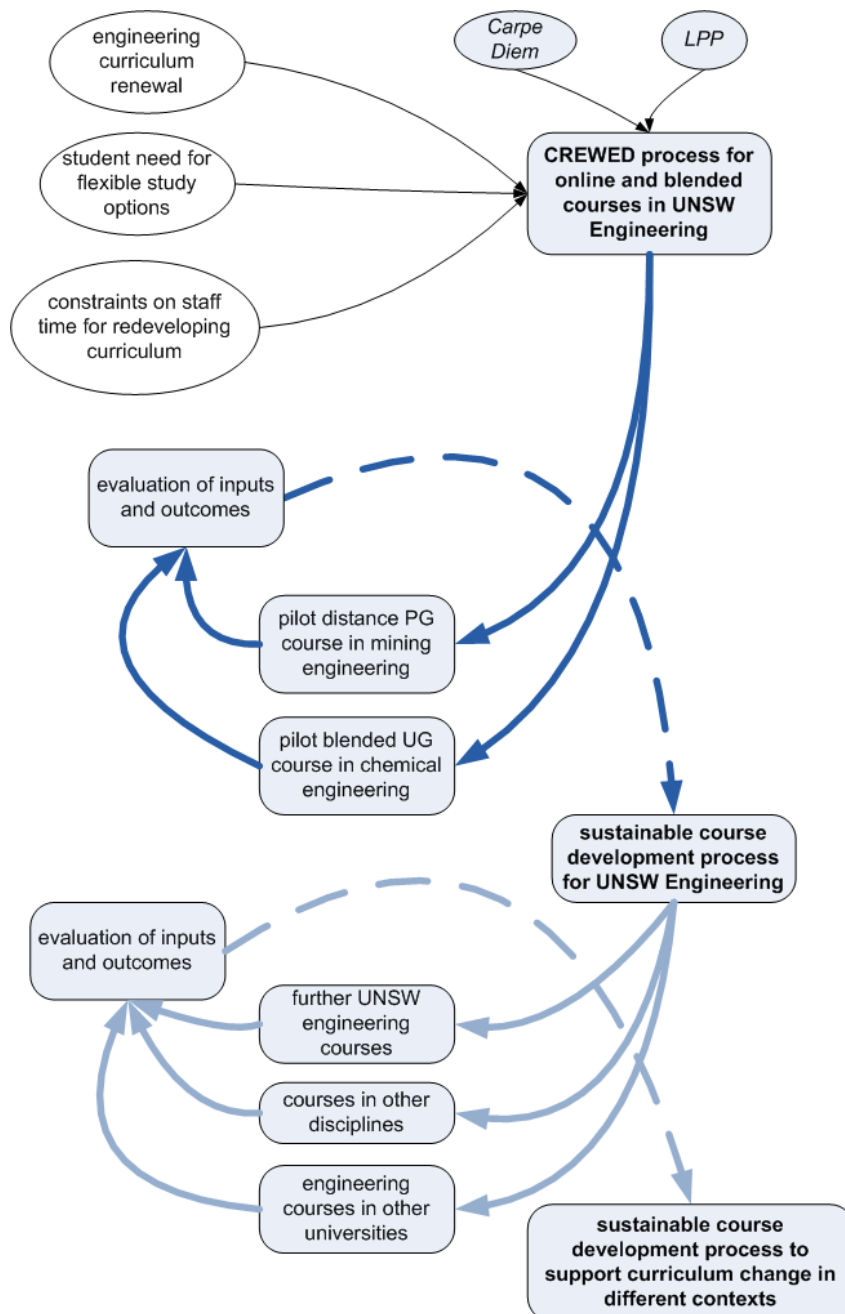 engineering
curriculum
renewal
Carpe
Diem
LPP
student need for
flexible study
options
CREWED process for
online and blended
courses in UNSW
Engineering
constraints on staff
time for redeveloping
curriculum
evaluation of inputs
and outcomes
pilot distance PG
course in mining
engineering
pilot blended UG
course in chemical
engineering
sustainable course
development process
for UNSW Engineering
evaluation of inputs
and outcomes
further UNSW
engineering
courses
courses in other
disciplines
engineering
courses in other
universities
sustainable course
development process to
support curriculum change in
different contexts